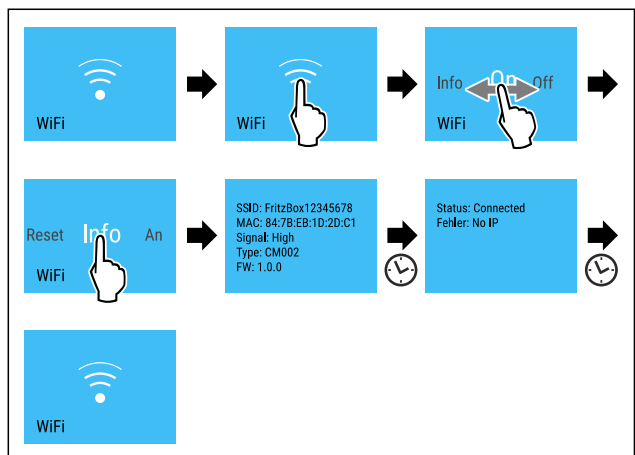 WiFi
WiFi
Info On Off
WiFi
Reset Info An
WiFi
SSID: FritzBox12345678
MAC: 84:7B:EB:1D:2D:C1
Signal: High
Type: CM002
FW: 1.0.0
Status: Connected
Fehler: No IP
WiFi